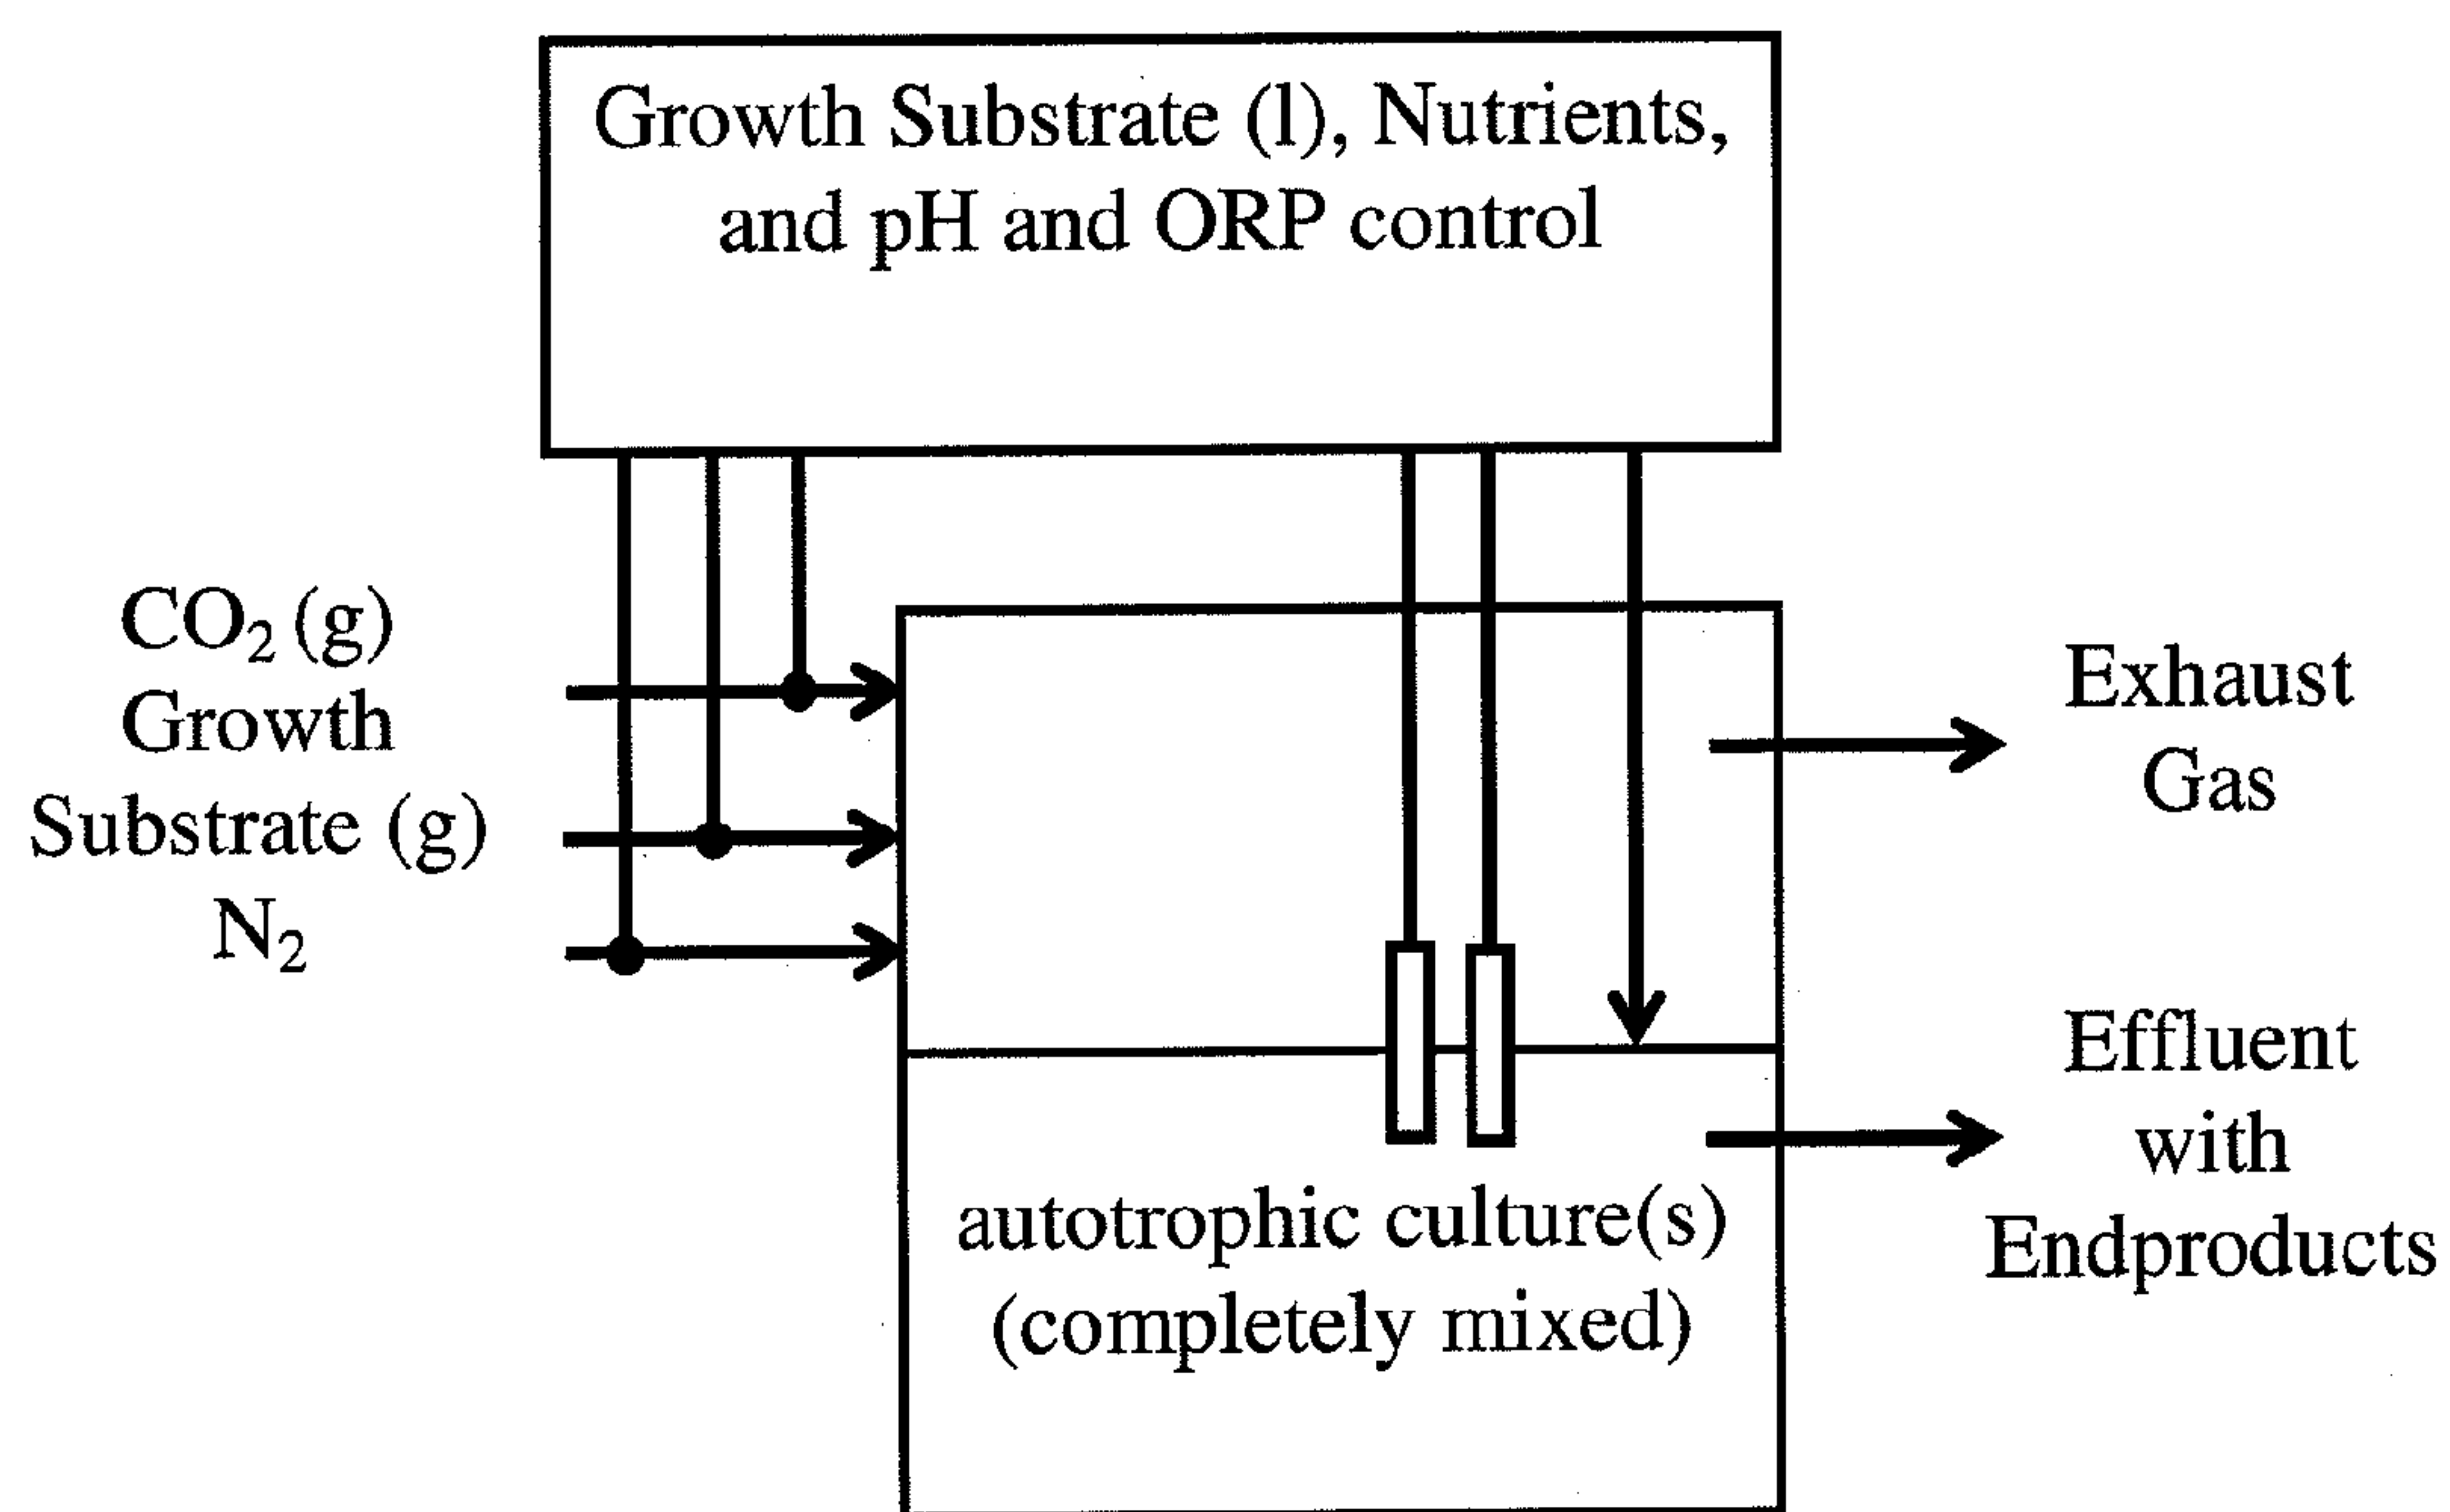 Growth Substrate (l), Nutrients,
and pH and ORP control
CO₂ (g)
Growth
Substrate (g)
N₂
Exhaust
Gas
Effluent
with
Endproducts
autotrophic culture(s)
(completely mixed)